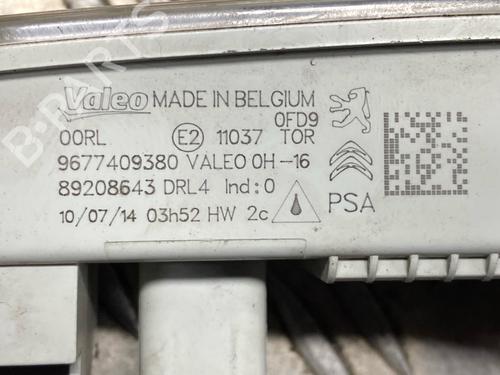 Valeo MADE IN BELGIUM
0FD9
00RL E2 11037 TOR
9677409380 VALEO 0H-16
89208643 DRL4 Ind:0
10/07/14 03h52 HW 2c
PSA
B-PARTS